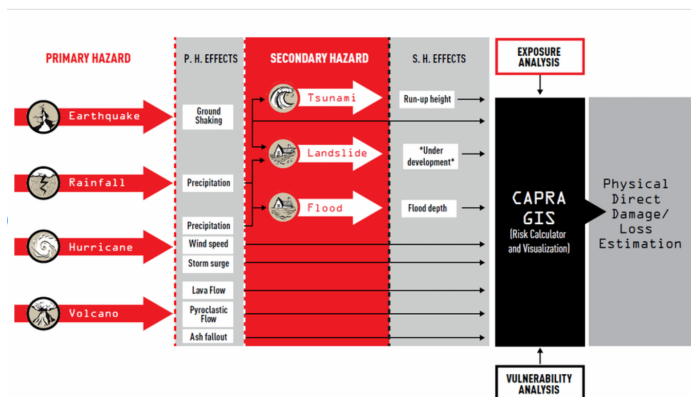 PRIMARY HAZARD
P. H. EFFECTS
SECONDARY HAZARD
S. H. EFFECTS
EXPOSURE
ANALYSIS
Earthquake
Ground
Shaking
Tsunami
Run-up height
Landslide
*Under
development*
Rainfall
Precipitation
Flood
Flood depth
Precipitation
Hurricane
Wind speed
Storm surge
Volcano
Lava Flow
Pyroclastic
Flow
Ash fallout
CAPRA
GIS
(Risk Calculator
and Visualization)
Physical
Direct
Damage/
Loss
Estimation
VULNERABILITY
ANALYSIS